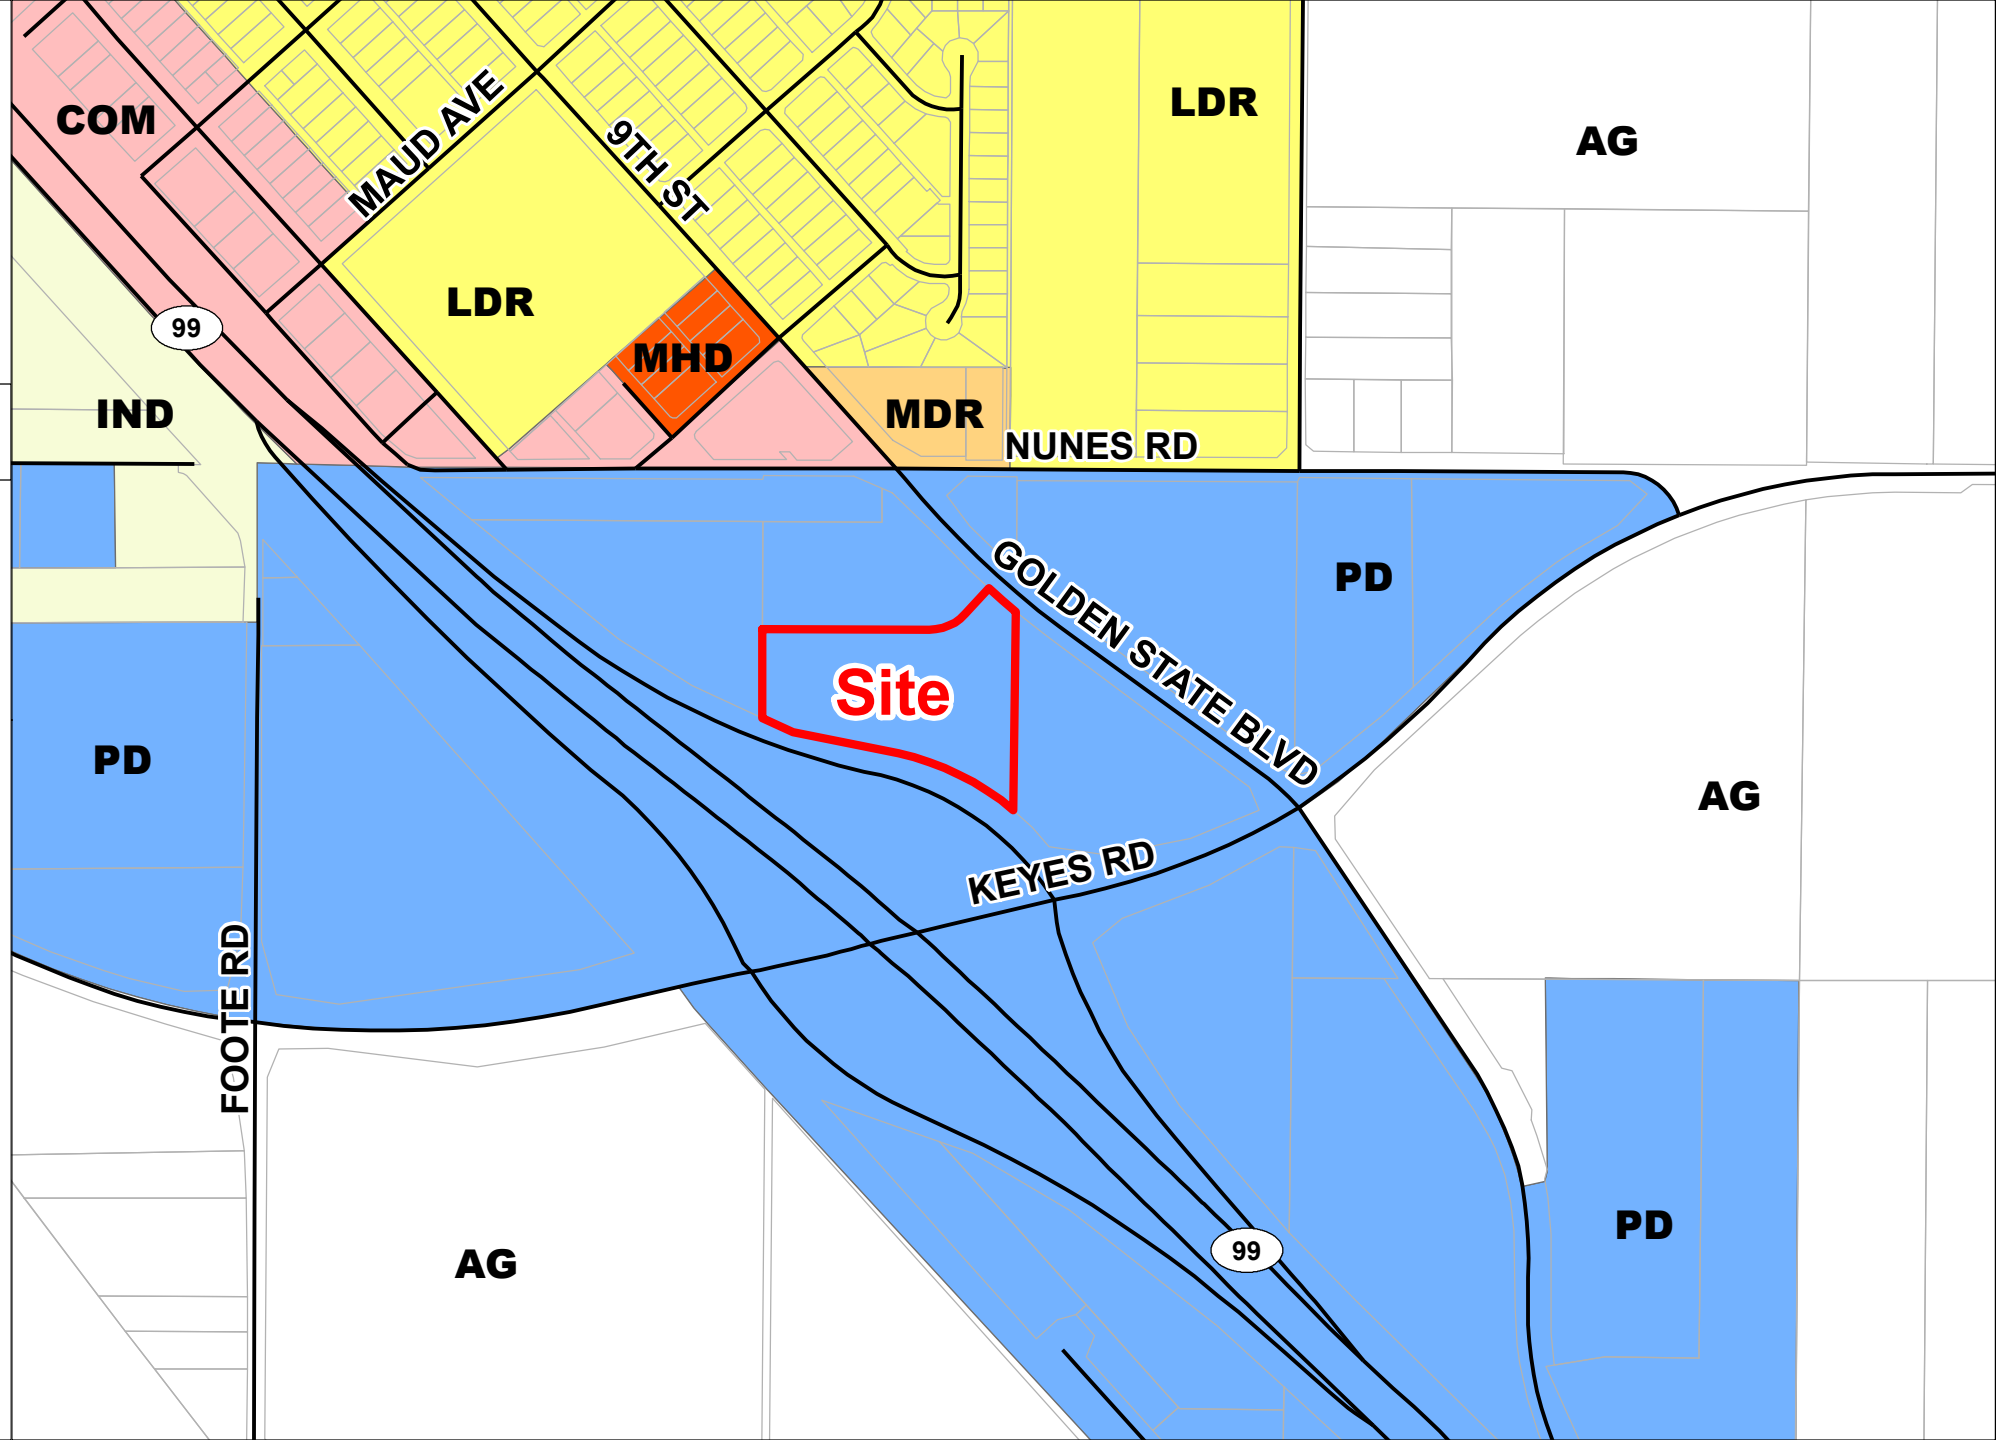 COM
MAUD AVE
9TH ST
LDR
AG
LDR
99
MHD
IND
MDR
NUNES RD
GOLDEN STATE BLVD
PD
Site
PD
AG
KEYES RD
FOOTE RD
AG
PD
99